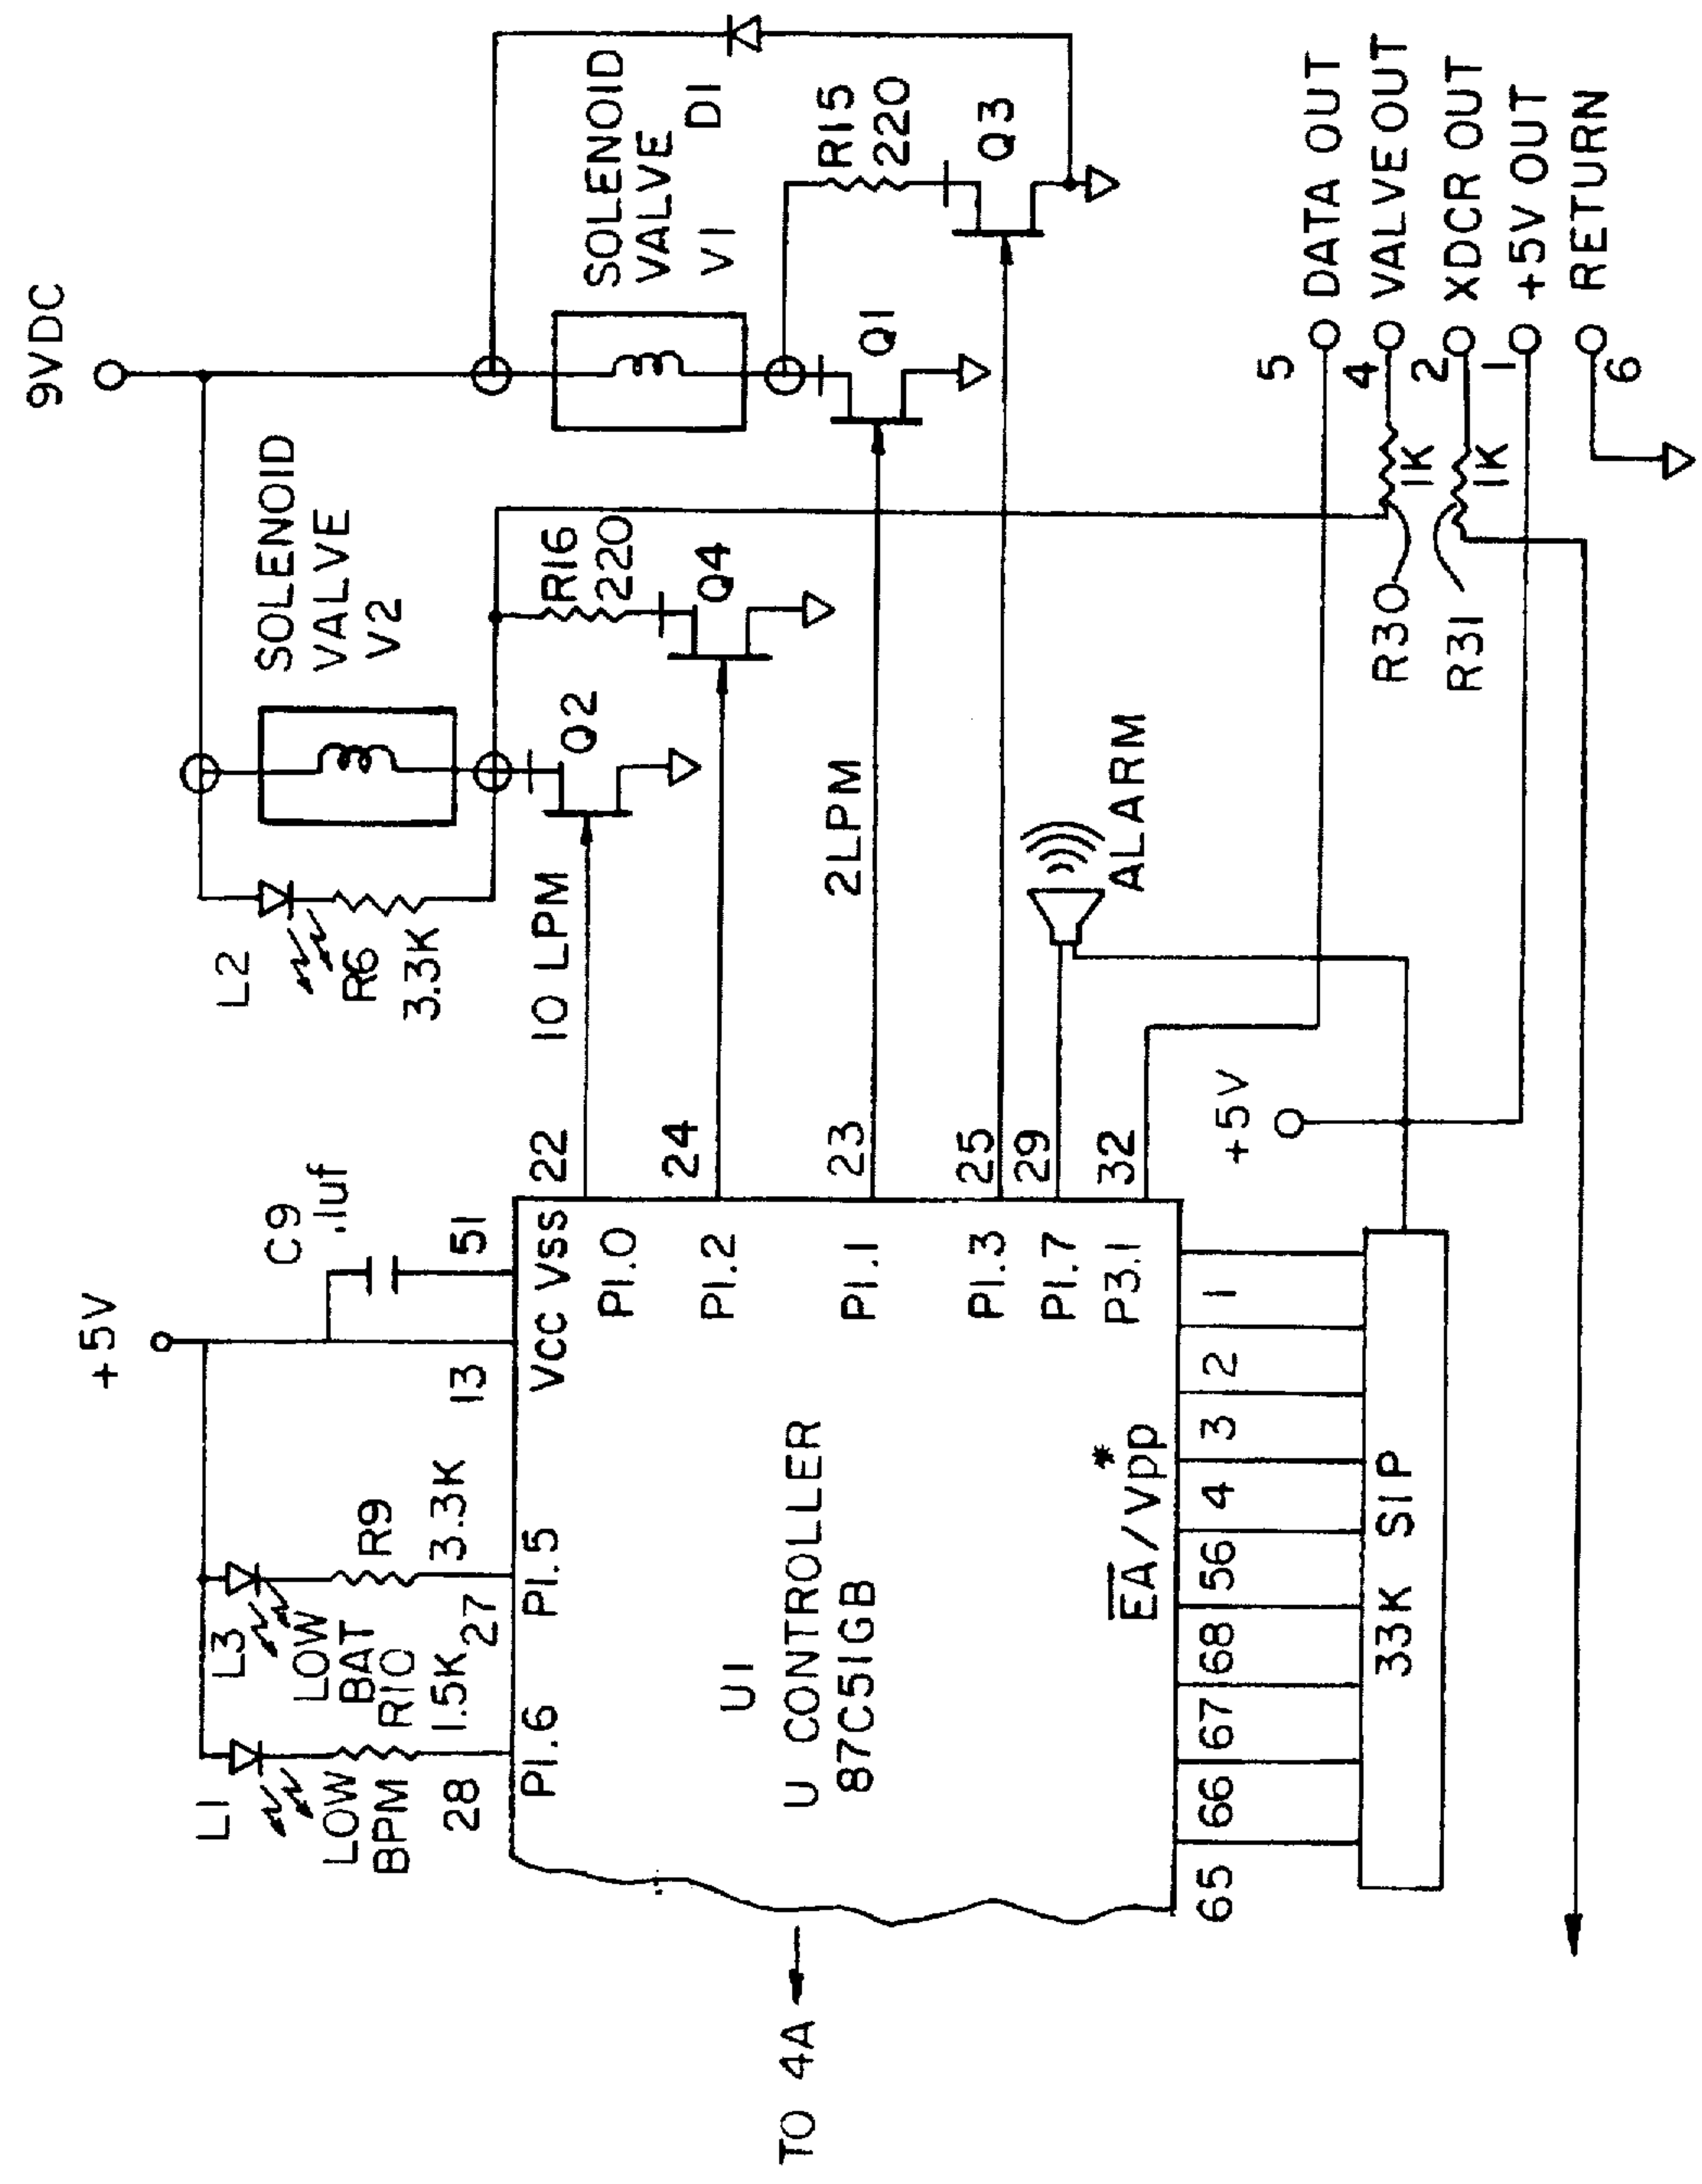 9VDC
SOLENOID
VALVE
V1
D1
R15
220
Q3
Q1
SOLENOID
VALVE
V2
L2
R6
3.3K
R16
220
Q4
Q2
10 LPM
2LPM
ALARM
5
DATA OUT
4
VALVE OUT
2
XDCR OUT
1
+5V OUT
6
RETURN
1K
1K
R30
R31
+5V
+5V
C9
.1uf
51
13
VCC VSS
22
P1.0
24
P1.2
23
P1.1
25
P1.3
29
P1.7
32
P3.1
L3
LOW
BAT
R9
3.3K
27
P1.5
L1
LOW
BPM
R10
1.5K
28
P1.6
U1
U CONTROLLER
87C51GB
EA/Vpp*
1
2
3
4
56
68
67
66
65
33K SIP
TO 4A